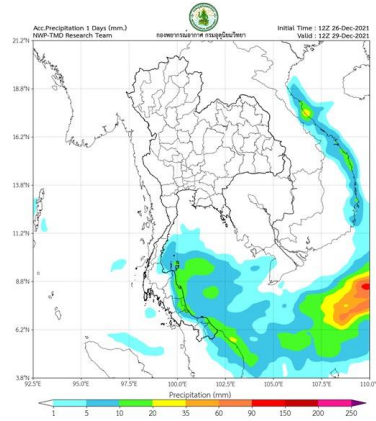 Acc.Precipitation 1 Days (mm.)
NWP-TMD Research Team
กองพยากรณ์อากาศ กรมอุตุนิยมวิทยา
Initial Time : 12Z 26-Dec-2021
Valid : 12Z 29-Dec-2021
21.2°N
18.8°N
16.2°N
13.8°N
11.2°N
8.8°N
6.2°N
3.8°N
92.5°E 95.0°E 97.5°E 100.0°E 102.5°E 105.0°E 107.5°E 110.0°E
Precipitation (mm)
1 5 10 20 35 60 90 150 200 250